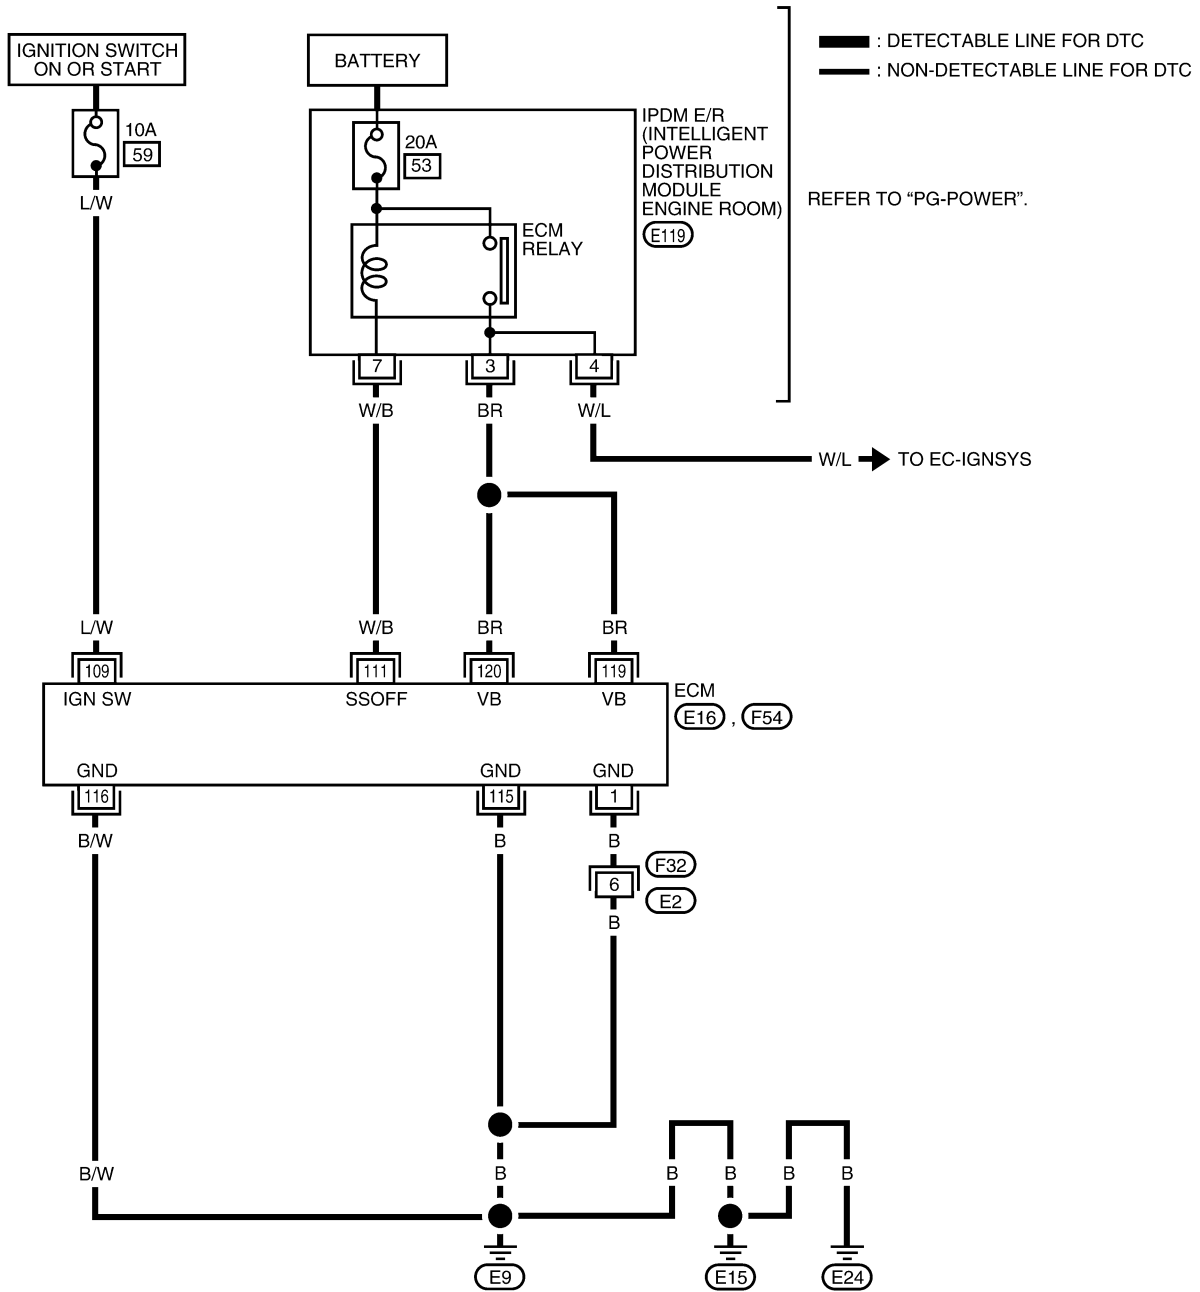 IGNITION SWITCH
ON OR START
BATTERY
: DETECTABLE LINE FOR DTC
: NON-DETECTABLE LINE FOR DTC
10A
59
20A
53
IPDM E/R
(INTELLIGENT
POWER
DISTRIBUTION
MODULE
ENGINE ROOM)
E119
REFER TO “PG-POWER”.
L/W
ECM
RELAY
7
3
4
W/B
BR
W/L
W/L
TO EC-IGNSYS
L/W
W/B
BR
BR
109
111
120
119
IGN SW
SSOFF
VB
VB
ECM
E16 , F54
GND
GND
GND
116
115
1
B/W
B
B
F32
6
E2
B
B/W
B
B
B
B
B
E9
E15
E24